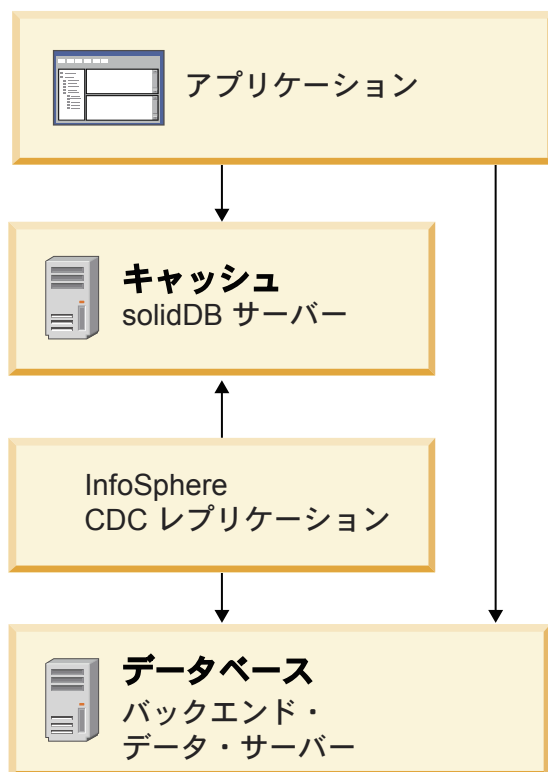 アプリケーション
キャッシュ
solidDB サーバー
InfoSphere
CDC レプリケーション
データベース
バックエンド・
データ・サーバー